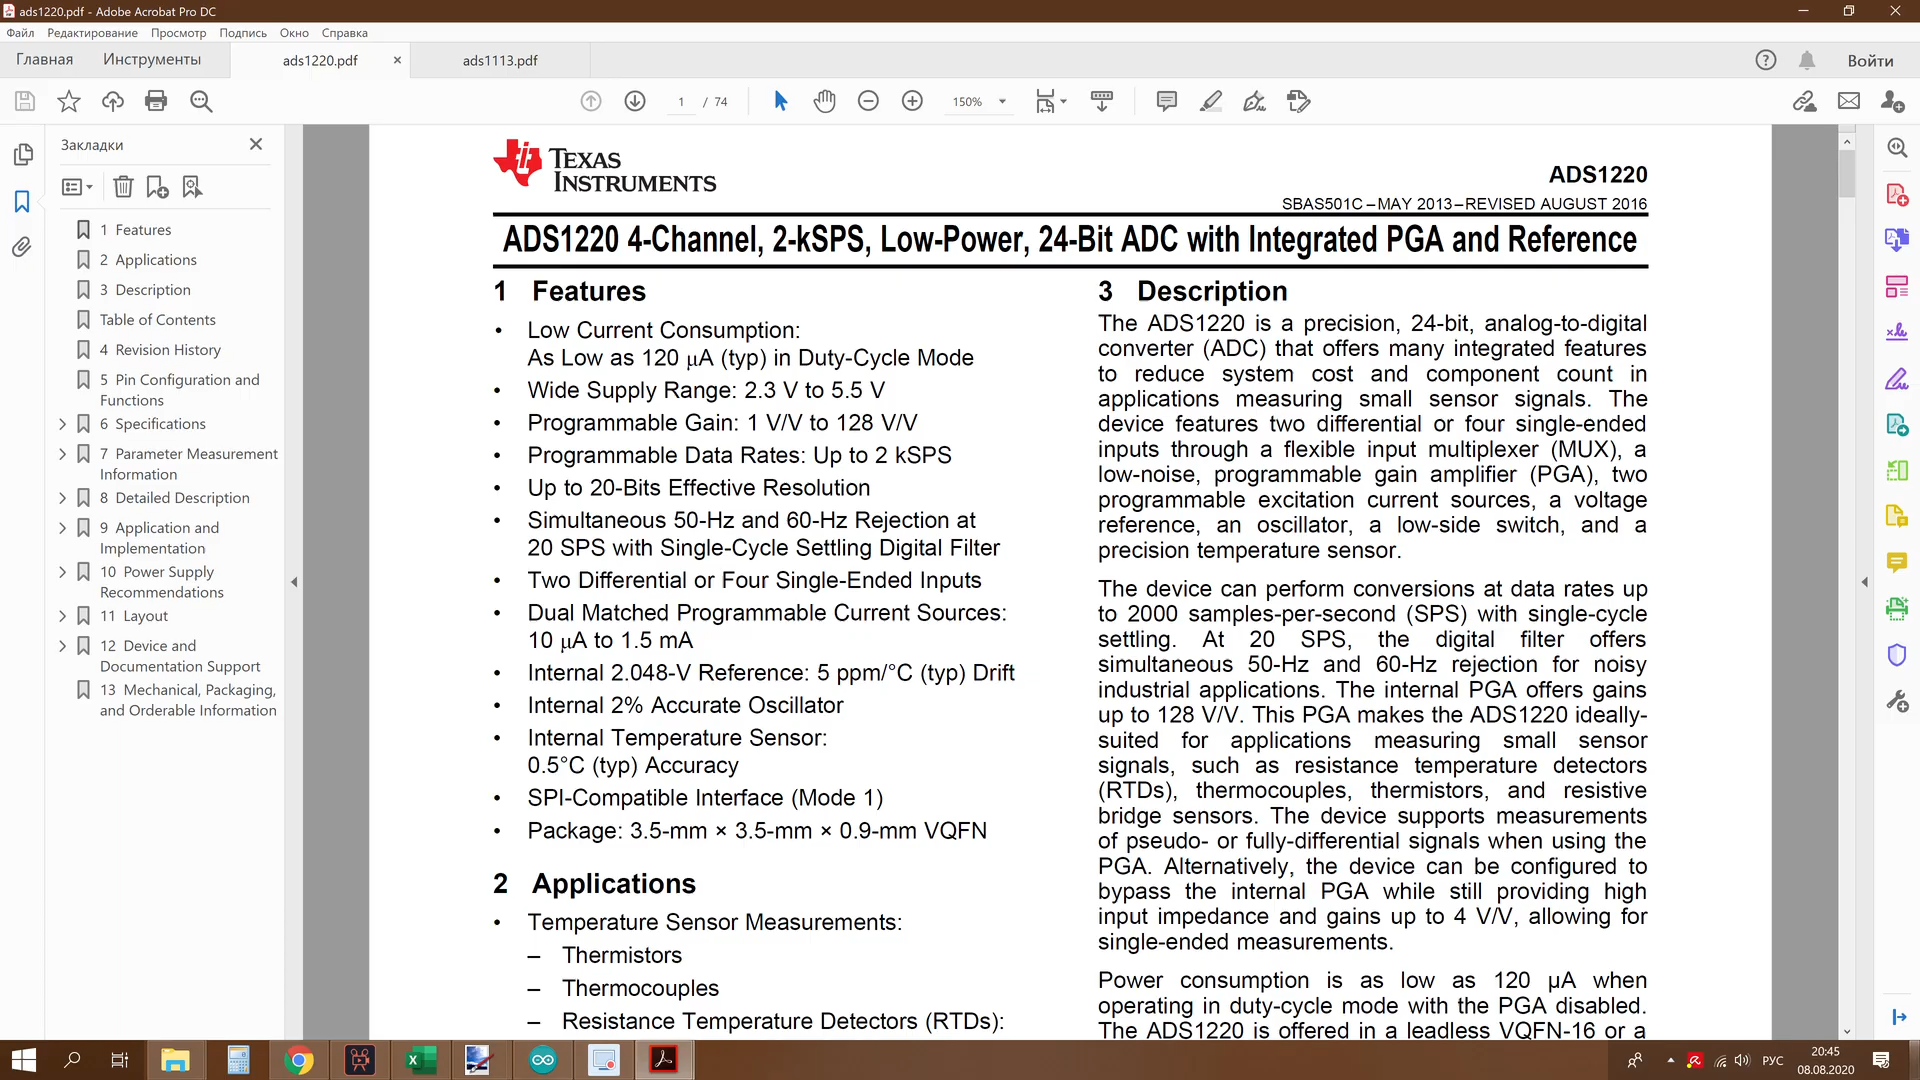 ads1220.pdf - Adobe Acrobat Pro DC
Файл Редактирование Просмотр Подпись Окно Справка
Главная Инструменты ads1220.pdf ads1113.pdf Войти
1 / 74 150%
Закладки
1 Features
2 Applications
3 Description
Table of Contents
4 Revision History
5 Pin Configuration and
Functions
6 Specifications
7 Parameter Measurement
Information
8 Detailed Description
9 Application and
Implementation
10 Power Supply
Recommendations
11 Layout
12 Device and
Documentation Support
13 Mechanical, Packaging,
and Orderable Information
TEXAS
INSTRUMENTS
ADS1220
SBAS501C – MAY 2013 – REVISED AUGUST 2016
ADS1220 4-Channel, 2-kSPS, Low-Power, 24-Bit ADC with Integrated PGA and Reference
1 Features
• Low Current Consumption:
As Low as 120 μA (typ) in Duty-Cycle Mode
• Wide Supply Range: 2.3 V to 5.5 V
• Programmable Gain: 1 V/V to 128 V/V
• Programmable Data Rates: Up to 2 kSPS
• Up to 20-Bits Effective Resolution
• Simultaneous 50-Hz and 60-Hz Rejection at
20 SPS with Single-Cycle Settling Digital Filter
• Two Differential or Four Single-Ended Inputs
• Dual Matched Programmable Current Sources:
10 μA to 1.5 mA
• Internal 2.048-V Reference: 5 ppm/°C (typ) Drift
• Internal 2% Accurate Oscillator
• Internal Temperature Sensor:
0.5°C (typ) Accuracy
• SPI-Compatible Interface (Mode 1)
• Package: 3.5-mm × 3.5-mm × 0.9-mm VQFN
2 Applications
• Temperature Sensor Measurements:
– Thermistors
– Thermocouples
– Resistance Temperature Detectors (RTDs):
3 Description
The ADS1220 is a precision, 24-bit, analog-to-digital
converter (ADC) that offers many integrated features
to reduce system cost and component count in
applications measuring small sensor signals. The
device features two differential or four single-ended
inputs through a flexible input multiplexer (MUX), a
low-noise, programmable gain amplifier (PGA), two
programmable excitation current sources, a voltage
reference, an oscillator, a low-side switch, and a
precision temperature sensor.
The device can perform conversions at data rates up
to 2000 samples-per-second (SPS) with single-cycle
settling. At 20 SPS, the digital filter offers
simultaneous 50-Hz and 60-Hz rejection for noisy
industrial applications. The internal PGA offers gains
up to 128 V/V. This PGA makes the ADS1220 ideally-
suited for applications measuring small sensor
signals, such as resistance temperature detectors
(RTDs), thermocouples, thermistors, and resistive
bridge sensors. The device supports measurements
of pseudo- or fully-differential signals when using the
PGA. Alternatively, the device can be configured to
bypass the internal PGA while still providing high
input impedance and gains up to 4 V/V, allowing for
single-ended measurements.
Power consumption is as low as 120 μA when
operating in duty-cycle mode with the PGA disabled.
The ADS1220 is offered in a leadless VQFN-16 or a
РУС
20:45
08.08.2020